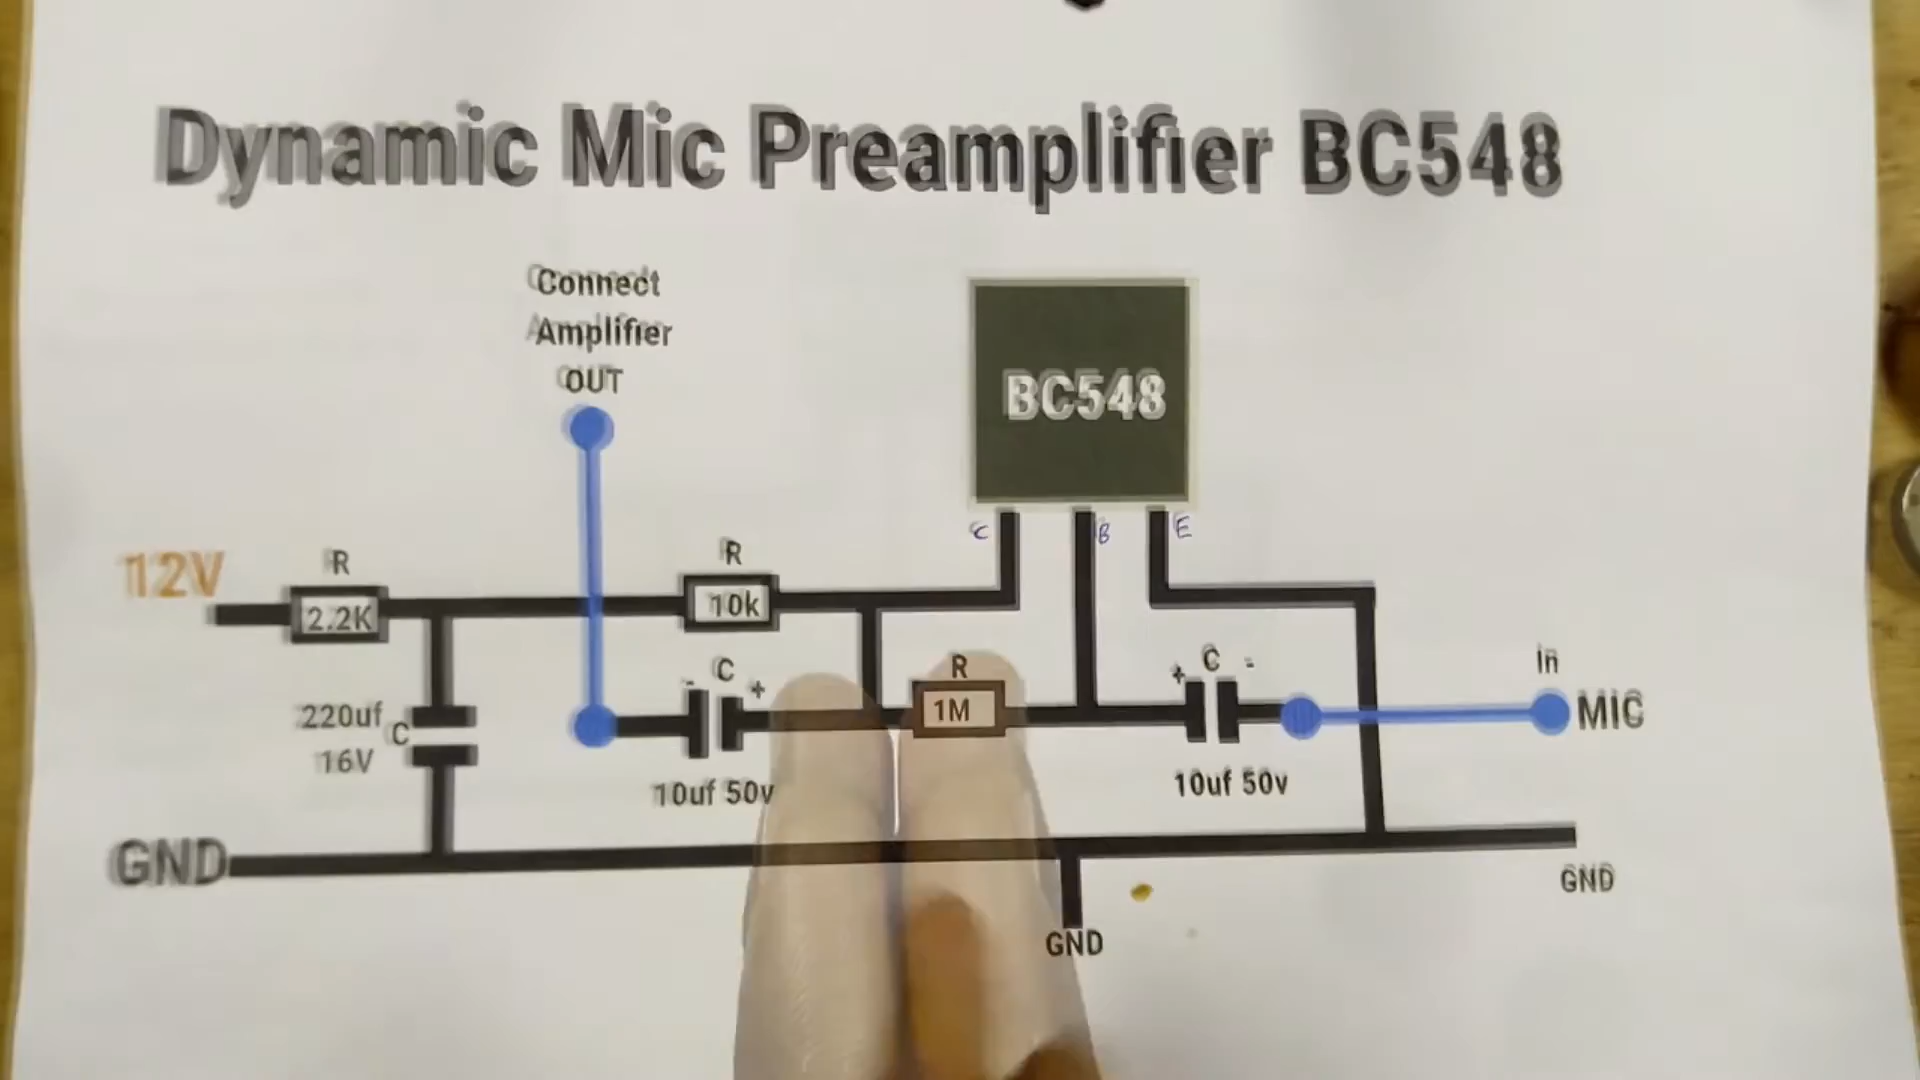 Dynamic Mic Preamplifier BC548
Connect
Amplifier
OUT
BC548
C B E
12V
R
2.2K
R
10k
220uf
16V
C
- C +
10uf 50v
R
1M
+ C -
10uf 50v
In
MIC
GND
GND
GND